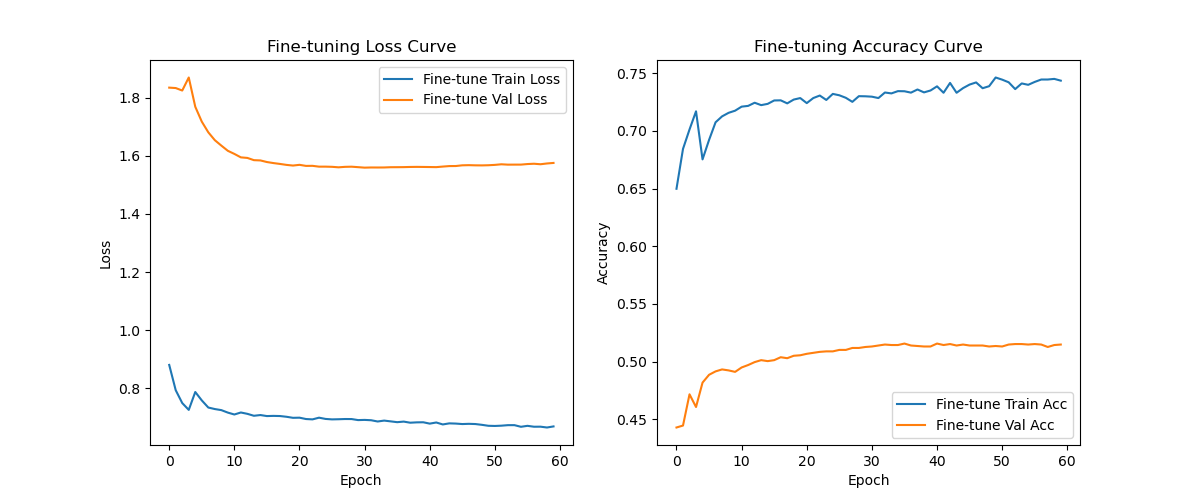 Fine-tuning Loss Curve
Fine-tune Train Loss
Fine-tune Val Loss
1.8
1.6
1.4
1.2
1.0
0.8
Loss
0
10
20
30
40
50
60
Epoch
Fine-tuning Accuracy Curve
0.75
0.70
0.65
0.60
0.55
0.50
0.45
Accuracy
Fine-tune Train Acc
Fine-tune Val Acc
0
10
20
30
40
50
60
Epoch